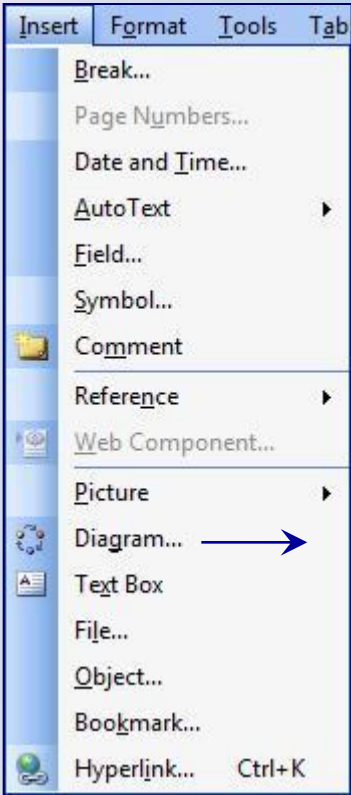 Insert Format Tools Tab
Break...
Page Numbers...
Date and Time...
AutoText
Field...
Symbol...
Comment
Reference
Web Component...
Picture
Diagram...
Text Box
File...
Object...
Bookmark...
Hyperlink... Ctrl+K